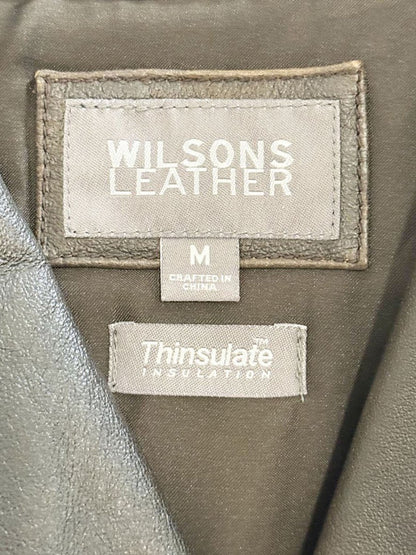 WILSONS
LEATHER
M
CRAFTED IN
CHINA
Thinsulate™
INSULATION